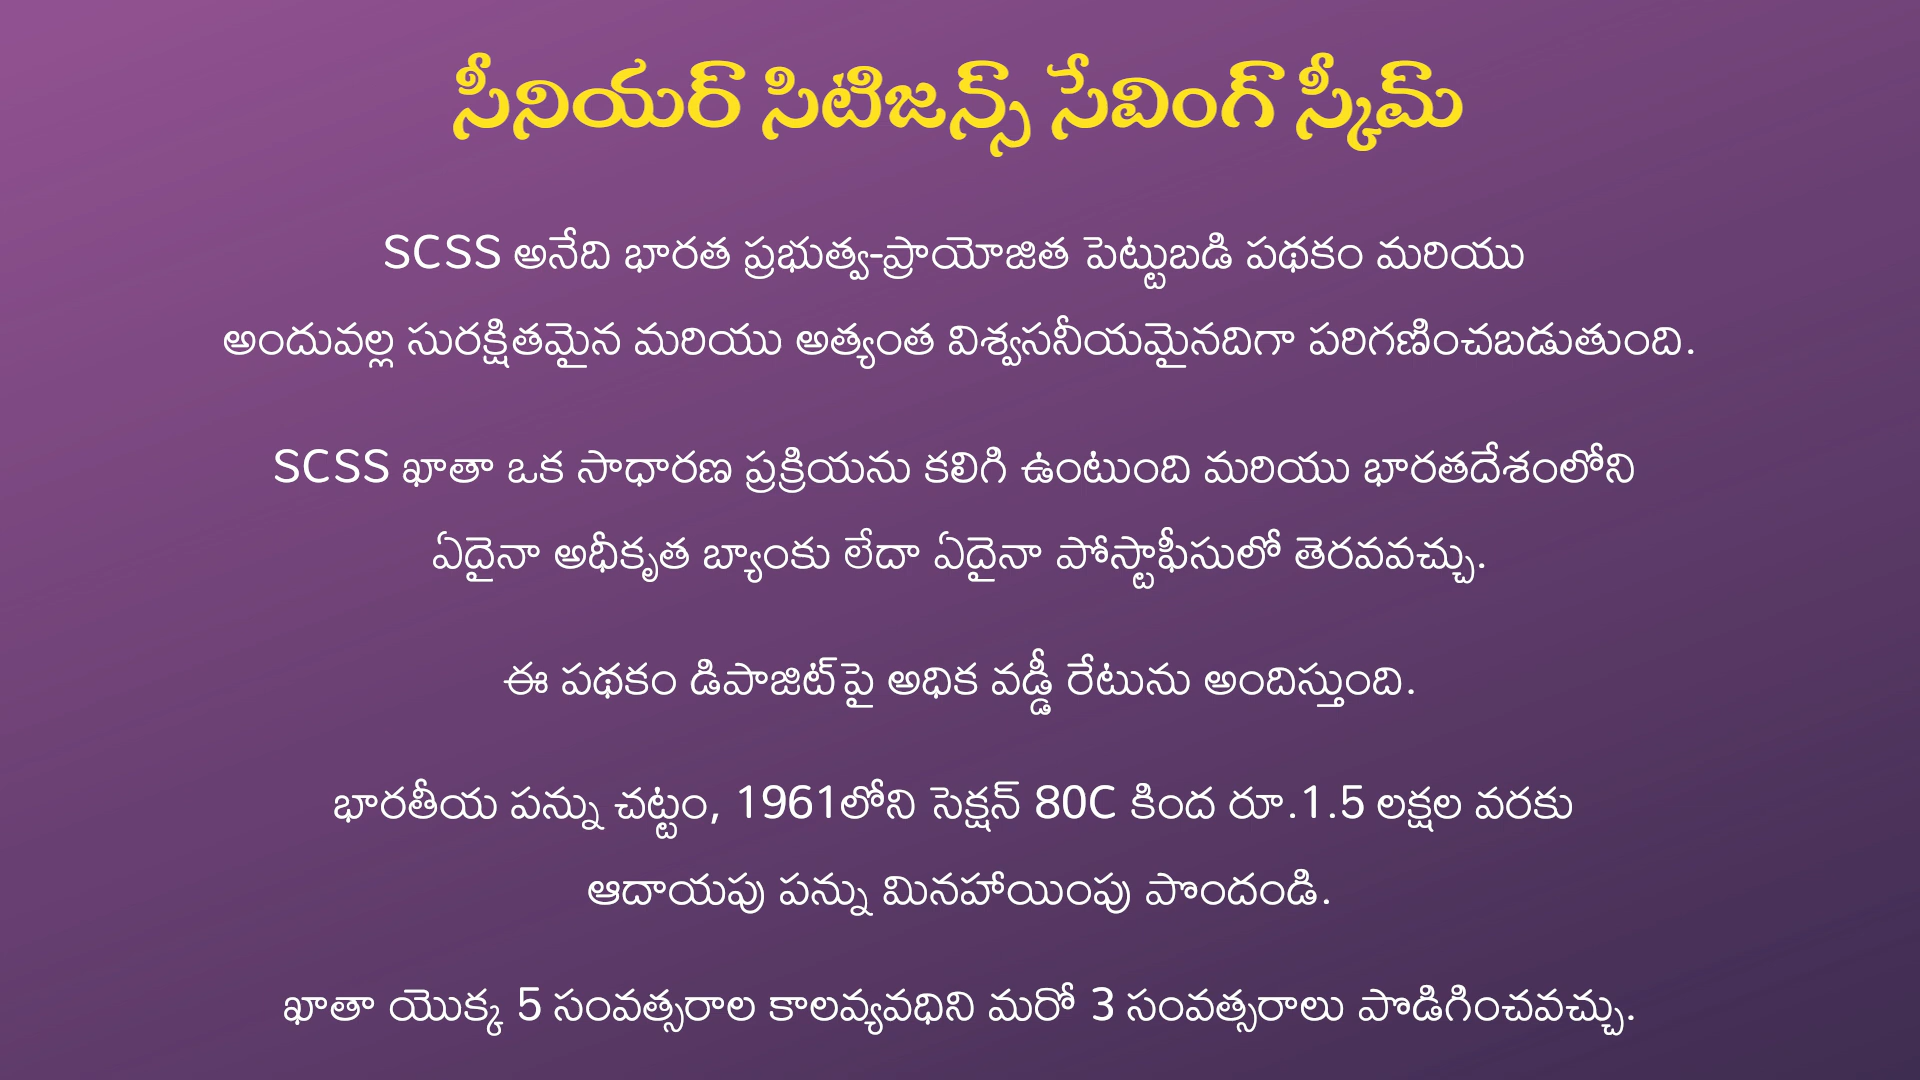 సీనియర్ సిటిజన్స్ సేవింగ్ స్కీమ్
SCSS అనేది భారత ప్రభుత్వ-ప్రాయోజిత పెట్టుబడి పథకం మరియు
అందువల్ల సురక్షితమైన మరియు అత్యంత విశ్వసనీయమైనదిగా పరిగణించబడుతుంది.
SCSS ఖాతా ఒక సాధారణ ప్రక్రియను కలిగి ఉంటుంది మరియు భారతదేశంలోని
ఏదైనా అధీకృత బ్యాంకు లేదా ఏదైనా పోస్టాఫీసులో తెరవవచ్చు.
ఈ పథకం డిపాజిట్‌పై అధిక వడ్డీ రేటును అందిస్తుంది.
భారతీయ పన్ను చట్టం, 1961లోని సెక్షన్ 80C కింద రూ.1.5 లక్షల వరకు
ఆదాయపు పన్ను మినహాయింపు పొందండి.
ఖాతా యొక్క 5 సంవత్సరాల కాలవ్యవధిని మరో 3 సంవత్సరాలు పొడిగించవచ్చు.